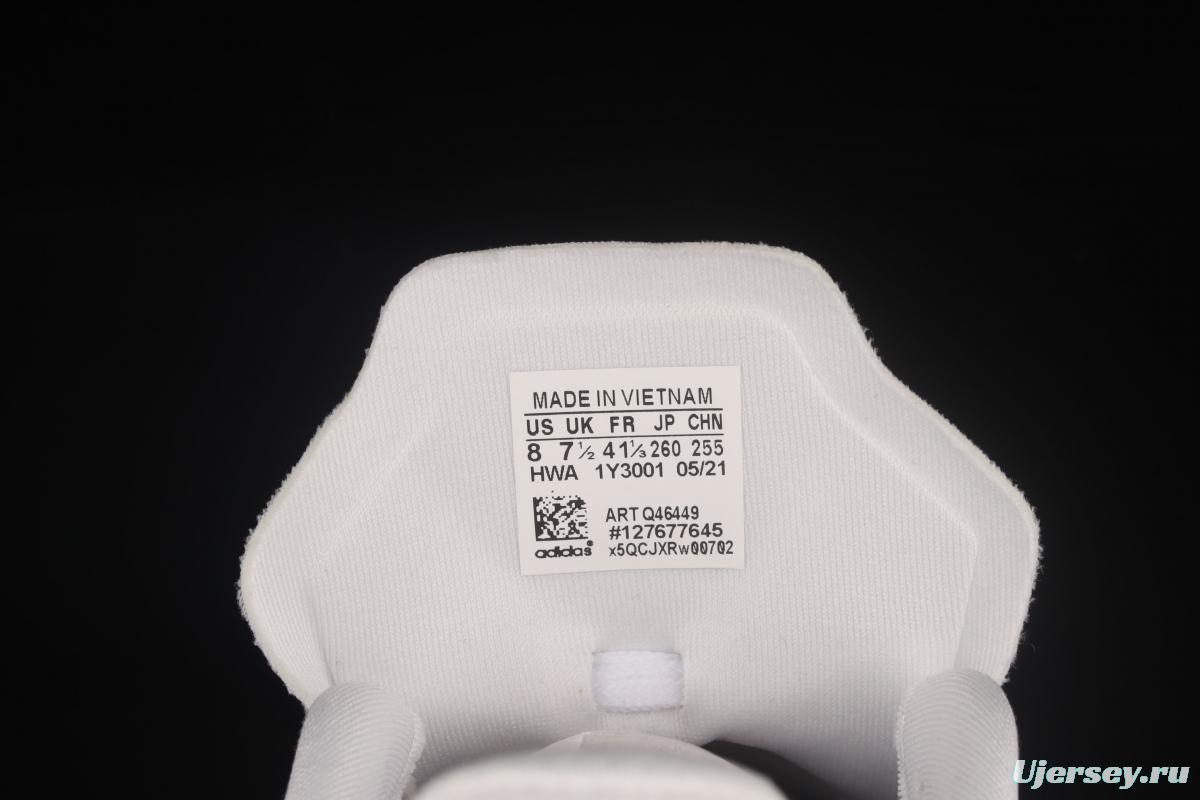 MADE IN VIETNAM
US UK FR JP CHN
8 7½ 41⅓ 260 255
HWA 1Y3001 05/21
ART Q46449
#127677645
adidas® x5QCJXRw00702
Ujersey.ru